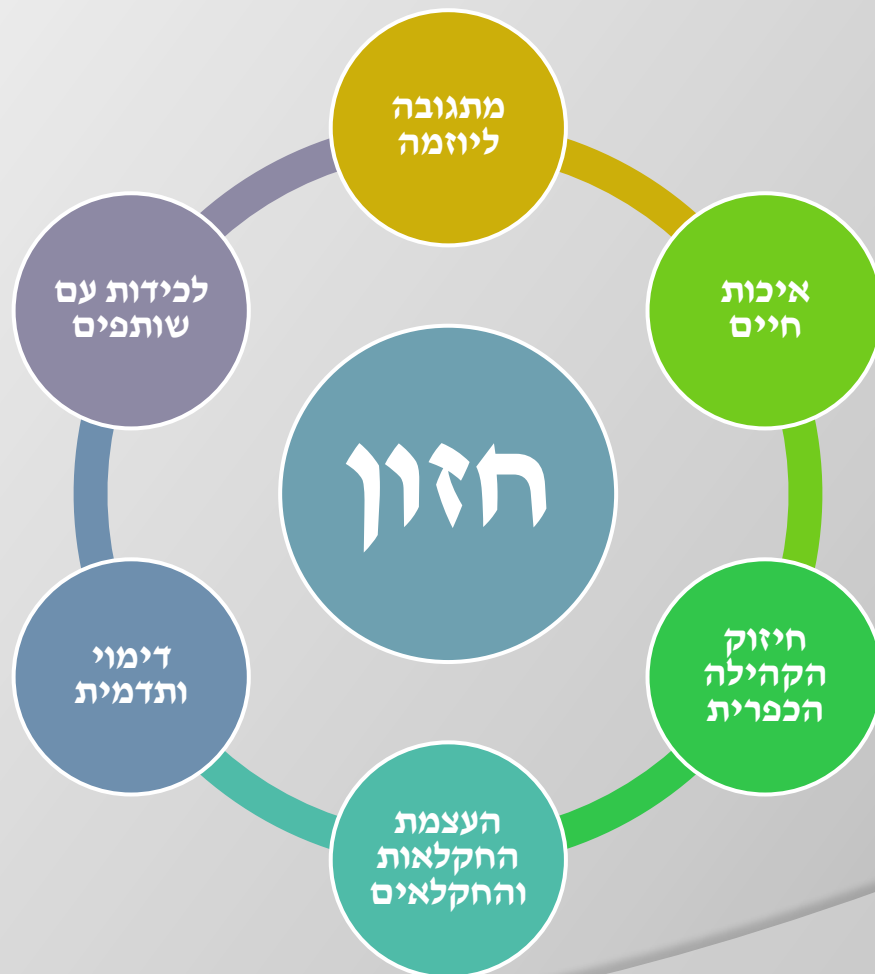 מתגובה
ליוזמה
איכות
חיים
חיזוק
הקהילה
הכפרית
העצמת
החקלאות
והחקלאים
דימוי
ותדמית
לכידות עם
שותפים
חזון